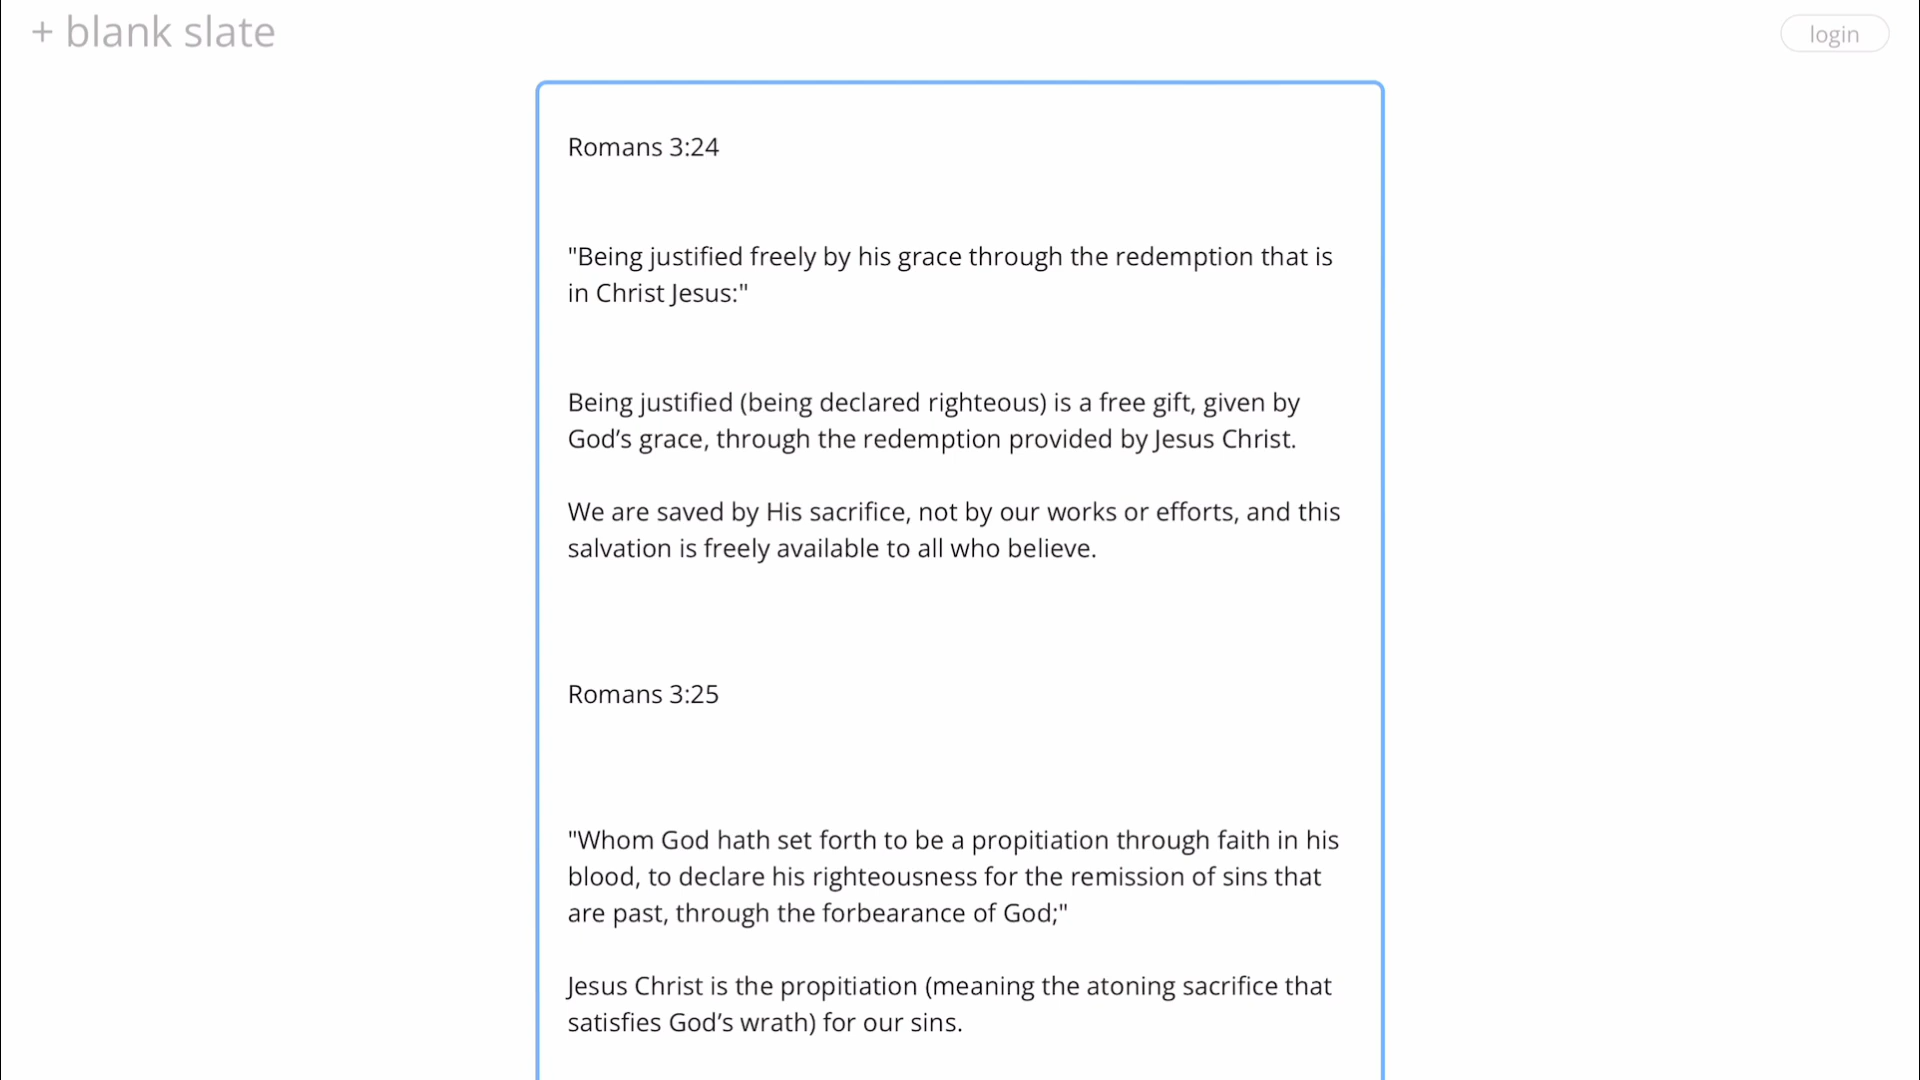 + blank slate
login
Romans 3:24
"Being justified freely by his grace through the redemption that is
in Christ Jesus:"
Being justified (being declared righteous) is a free gift, given by
God’s grace, through the redemption provided by Jesus Christ.
We are saved by His sacrifice, not by our works or efforts, and this
salvation is freely available to all who believe.
Romans 3:25
"Whom God hath set forth to be a propitiation through faith in his
blood, to declare his righteousness for the remission of sins that
are past, through the forbearance of God;"
Jesus Christ is the propitiation (meaning the atoning sacrifice that
satisfies God’s wrath) for our sins.